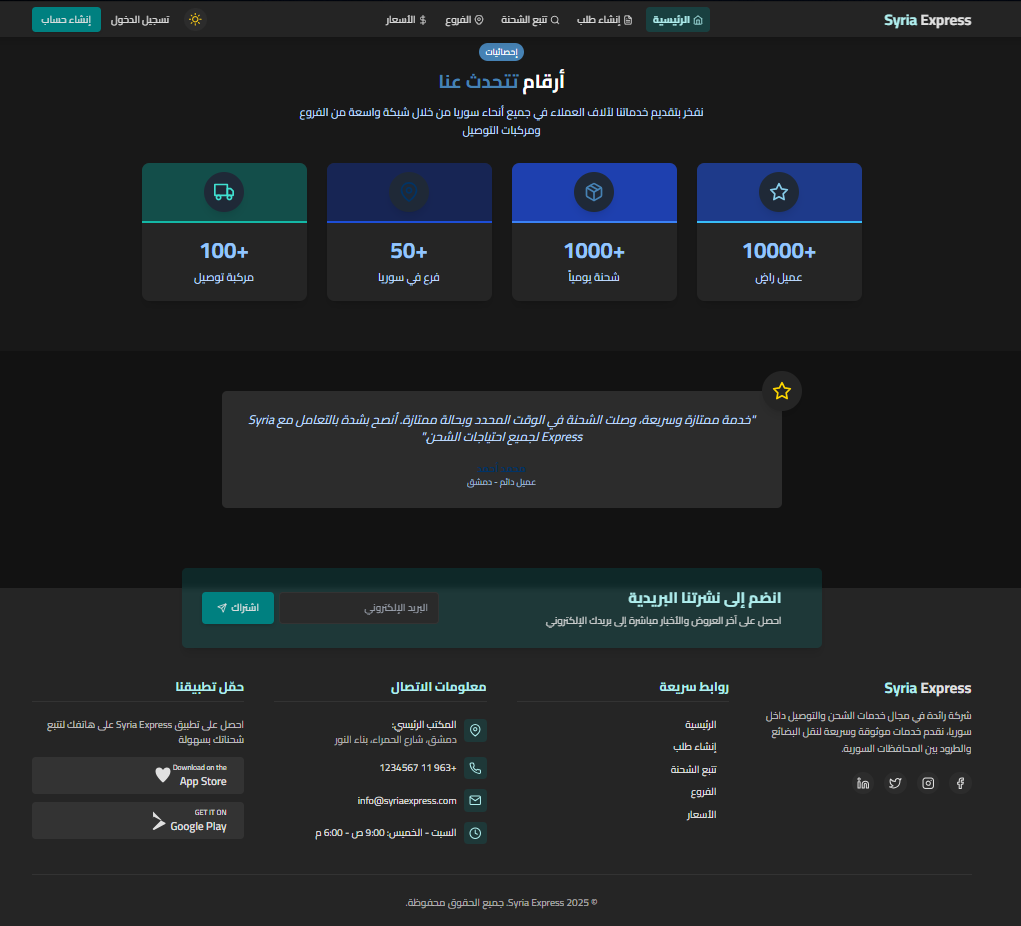 Syria Express
الرئيسية
إنشاء طلب
تتبع الشحنة
الفروع
الأسعار
تسجيل الدخول
إنشاء حساب
إحصائيات
أرقام تتحدث عنا
نفخر بتقديم خدماتنا لآلاف العملاء في جميع أنحاء سوريا من خلال شبكة واسعة من الفروع
ومركبات التوصيل
10000+
عميل راضٍ
1000+
شحنة يومياً
50+
فرع في سوريا
100+
مركبة توصيل
"خدمة ممتازة وسريعة، وصلت الشحنة في الوقت المحدد وبحالة ممتازة. أنصح بشدة بالتعامل مع Syria
Express لجميع احتياجات الشحن."
عميل دائم - دمشق
انضم إلى نشرتنا البريدية
احصل على آخر العروض والأخبار مباشرة إلى بريدك الإلكتروني
البريد الإلكتروني
اشتراك
Syria Express
شركة رائدة في مجال خدمات الشحن والتوصيل داخل
سوريا، نقدم خدمات موثوقة وسريعة لنقل البضائع
والطرود بين المحافظات السورية.
روابط سريعة
الرئيسية
إنشاء طلب
تتبع الشحنة
الفروع
الأسعار
معلومات الاتصال
المكتب الرئيسي:
دمشق، شارع الحمراء، بناء النور
+963 11 1234567
info@syriaexpress.com
السبت - الخميس: 9:00 ص - 6:00 م
حمّل تطبيقنا
احصل على تطبيق Syria Express على هاتفك لتتبع
شحناتك بسهولة
Download on the
App Store
GET IT ON
Google Play
© 2025 Syria Express. جميع الحقوق محفوظة.